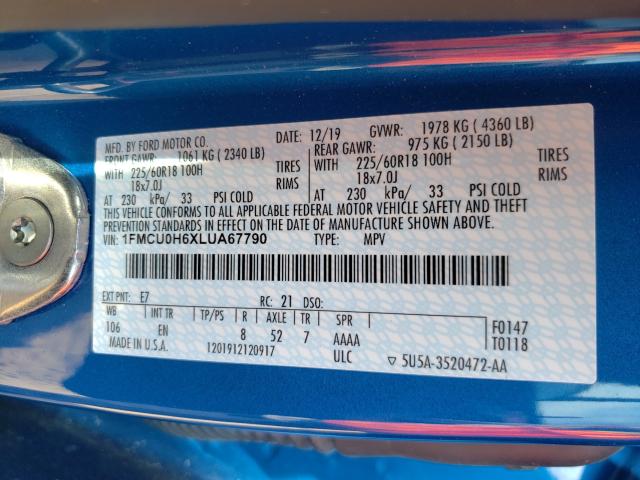 MFD. BY FORD MOTOR CO. DATE: 12/19 GVWR: 1978 KG ( 4360 LB)
FRONT GAWR: 1061 KG ( 2340 LB) REAR GAWR: 975 KG ( 2150 LB)
WITH 225/60R18 100H TIRES WITH 225/60R18 100H TIRES
18x7.0J RIMS 18x7.0J RIMS
AT 230 kPa/ 33 PSI COLD AT 230 kPa/ 33 PSI COLD
THIS VEHICLE CONFORMS TO ALL APPLICABLE FEDERAL MOTOR VEHICLE SAFETY AND THEFT
PREVENTION STANDARDS IN EFFECT ON THE DATE OF MANUFACTURE SHOWN ABOVE.
VIN: 1FMCU0H6XLUA67790 TYPE: MPV
EXT PNT: E7 RC: 21 DSO:
WB INT TR TP/PS R AXLE TR SPR F0147
106 EN 8 52 7 AAAA T0118
MADE IN U.S.A. 1201912120917 ULC ▽ 5U5A-3520472-AA